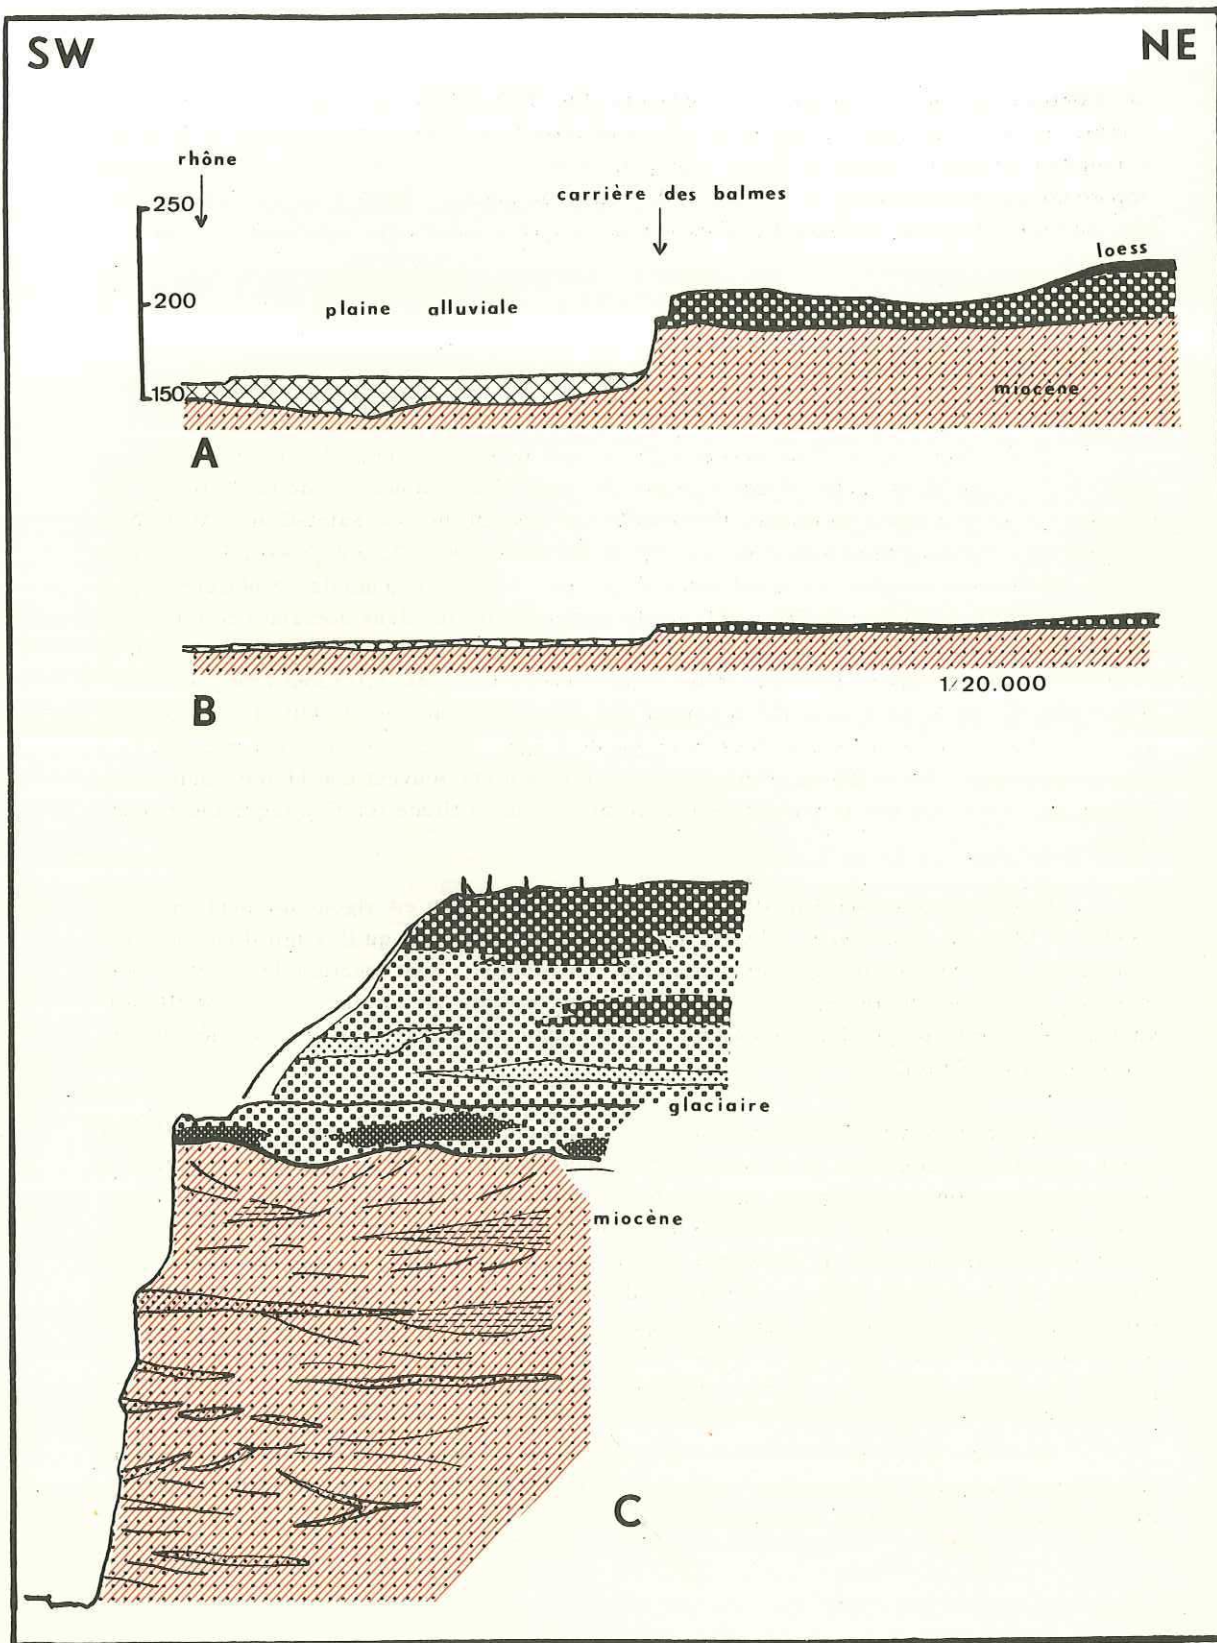 SW NE
rhône
carrière des balmes
250
loess
200
plaine alluviale
150
miocène
A
1/20.000
B
glaciaire
miocène
C